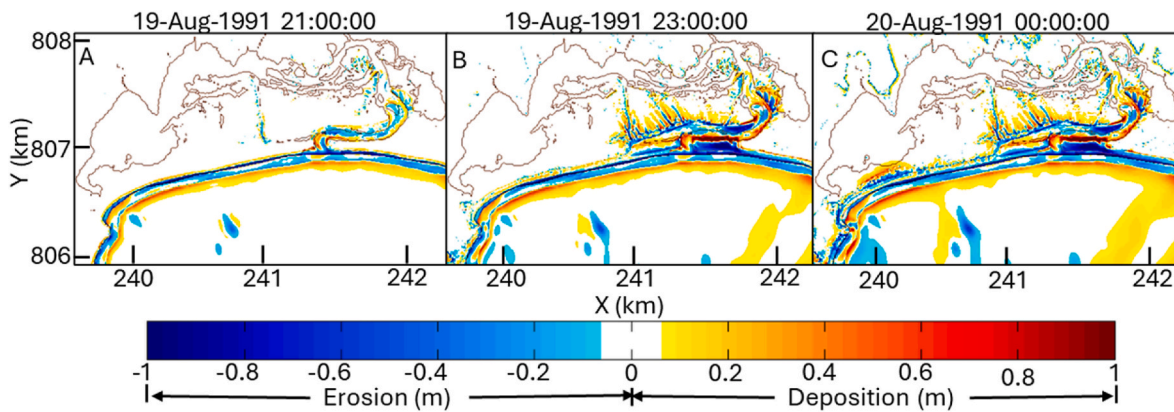 19-Aug-1991 21:00:00 19-Aug-1991 23:00:00 20-Aug-1991 00:00:00
808 A B C
807
806
Y (km)
240 241 242 240 241 242 240 241 242
X (km)
-1 -0.8 -0.6 -0.4 -0.2 0 0.2 0.4 0.6 0.8 1
Erosion (m) Deposition (m)